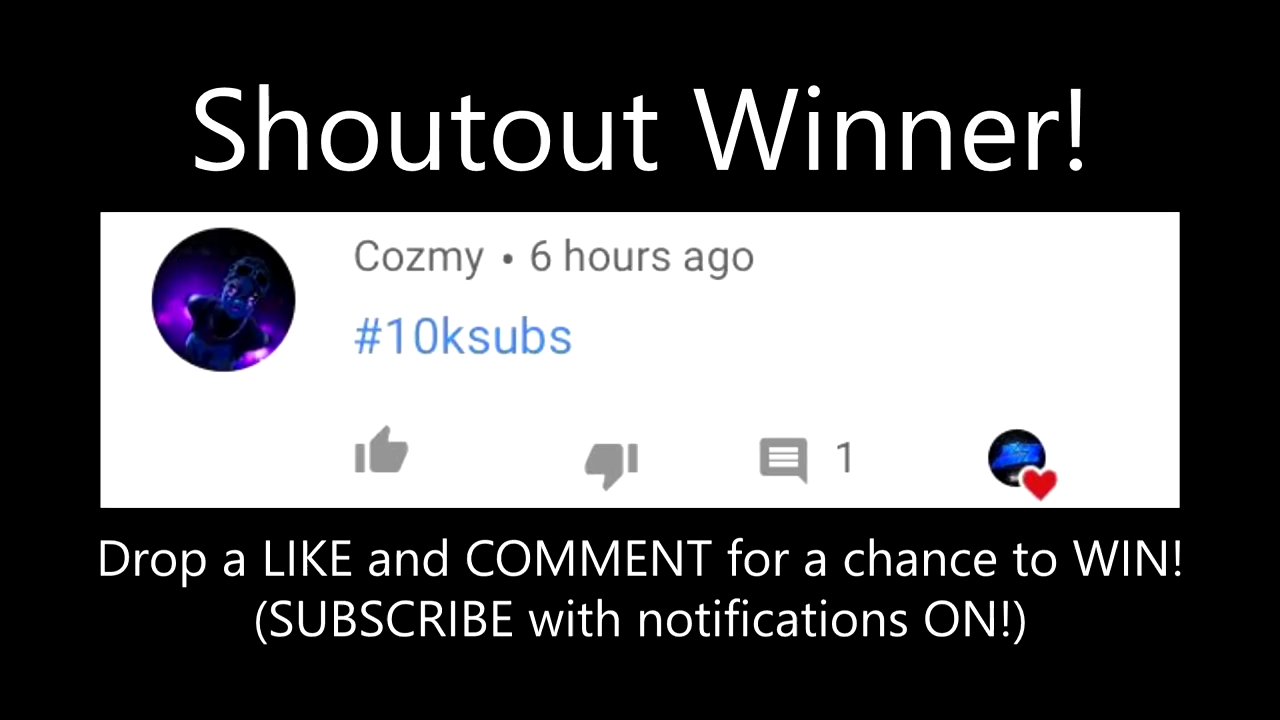 Shoutout Winner!
Cozmy • 6 hours ago
#10ksubs
1
Drop a LIKE and COMMENT for a chance to WIN!
(SUBSCRIBE with notifications ON!)